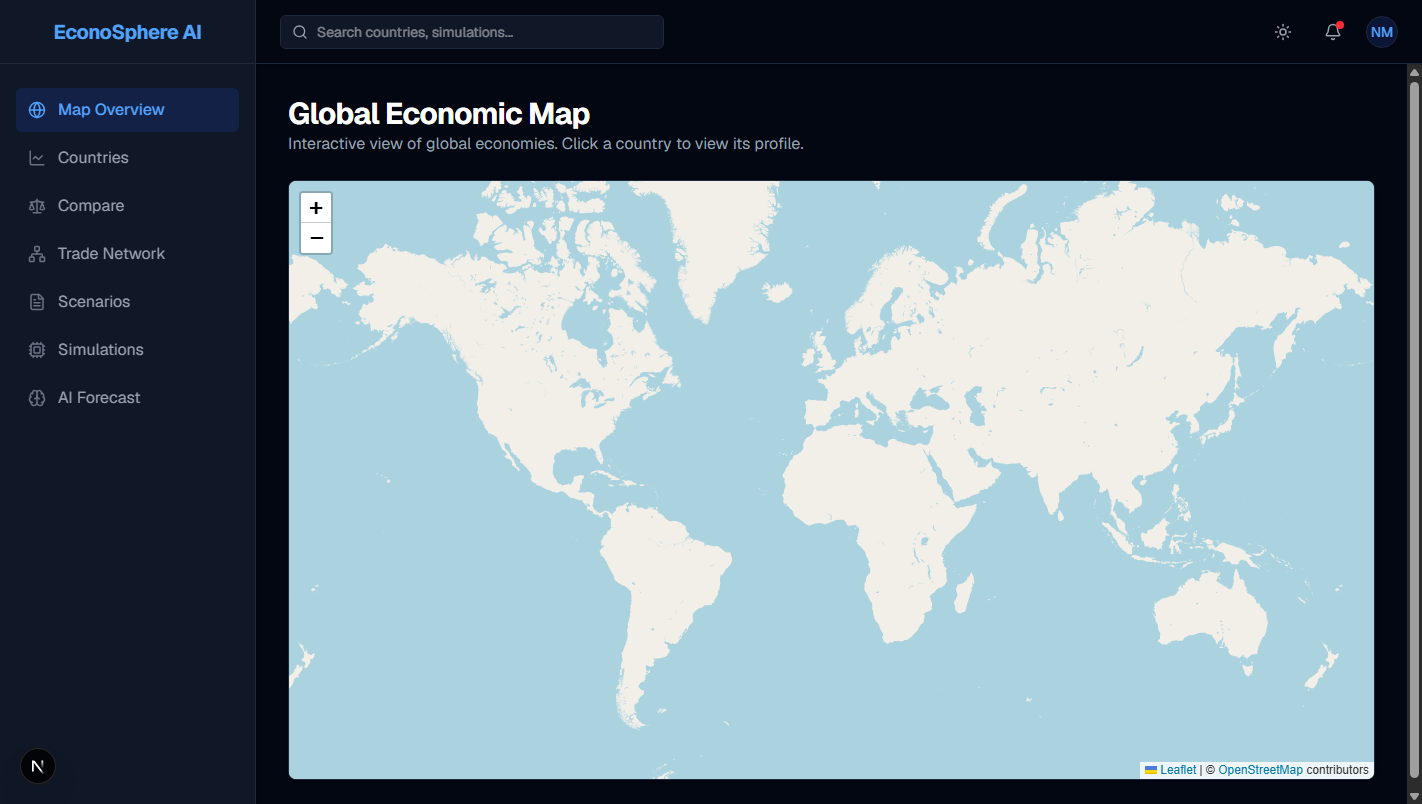 EconoSphere AI
Search countries, simulations...
NM
Map Overview
Countries
Compare
Trade Network
Scenarios
Simulations
AI Forecast
N
Global Economic Map
Interactive view of global economies. Click a country to view its profile.
+
−
Leaflet | © OpenStreetMap contributors